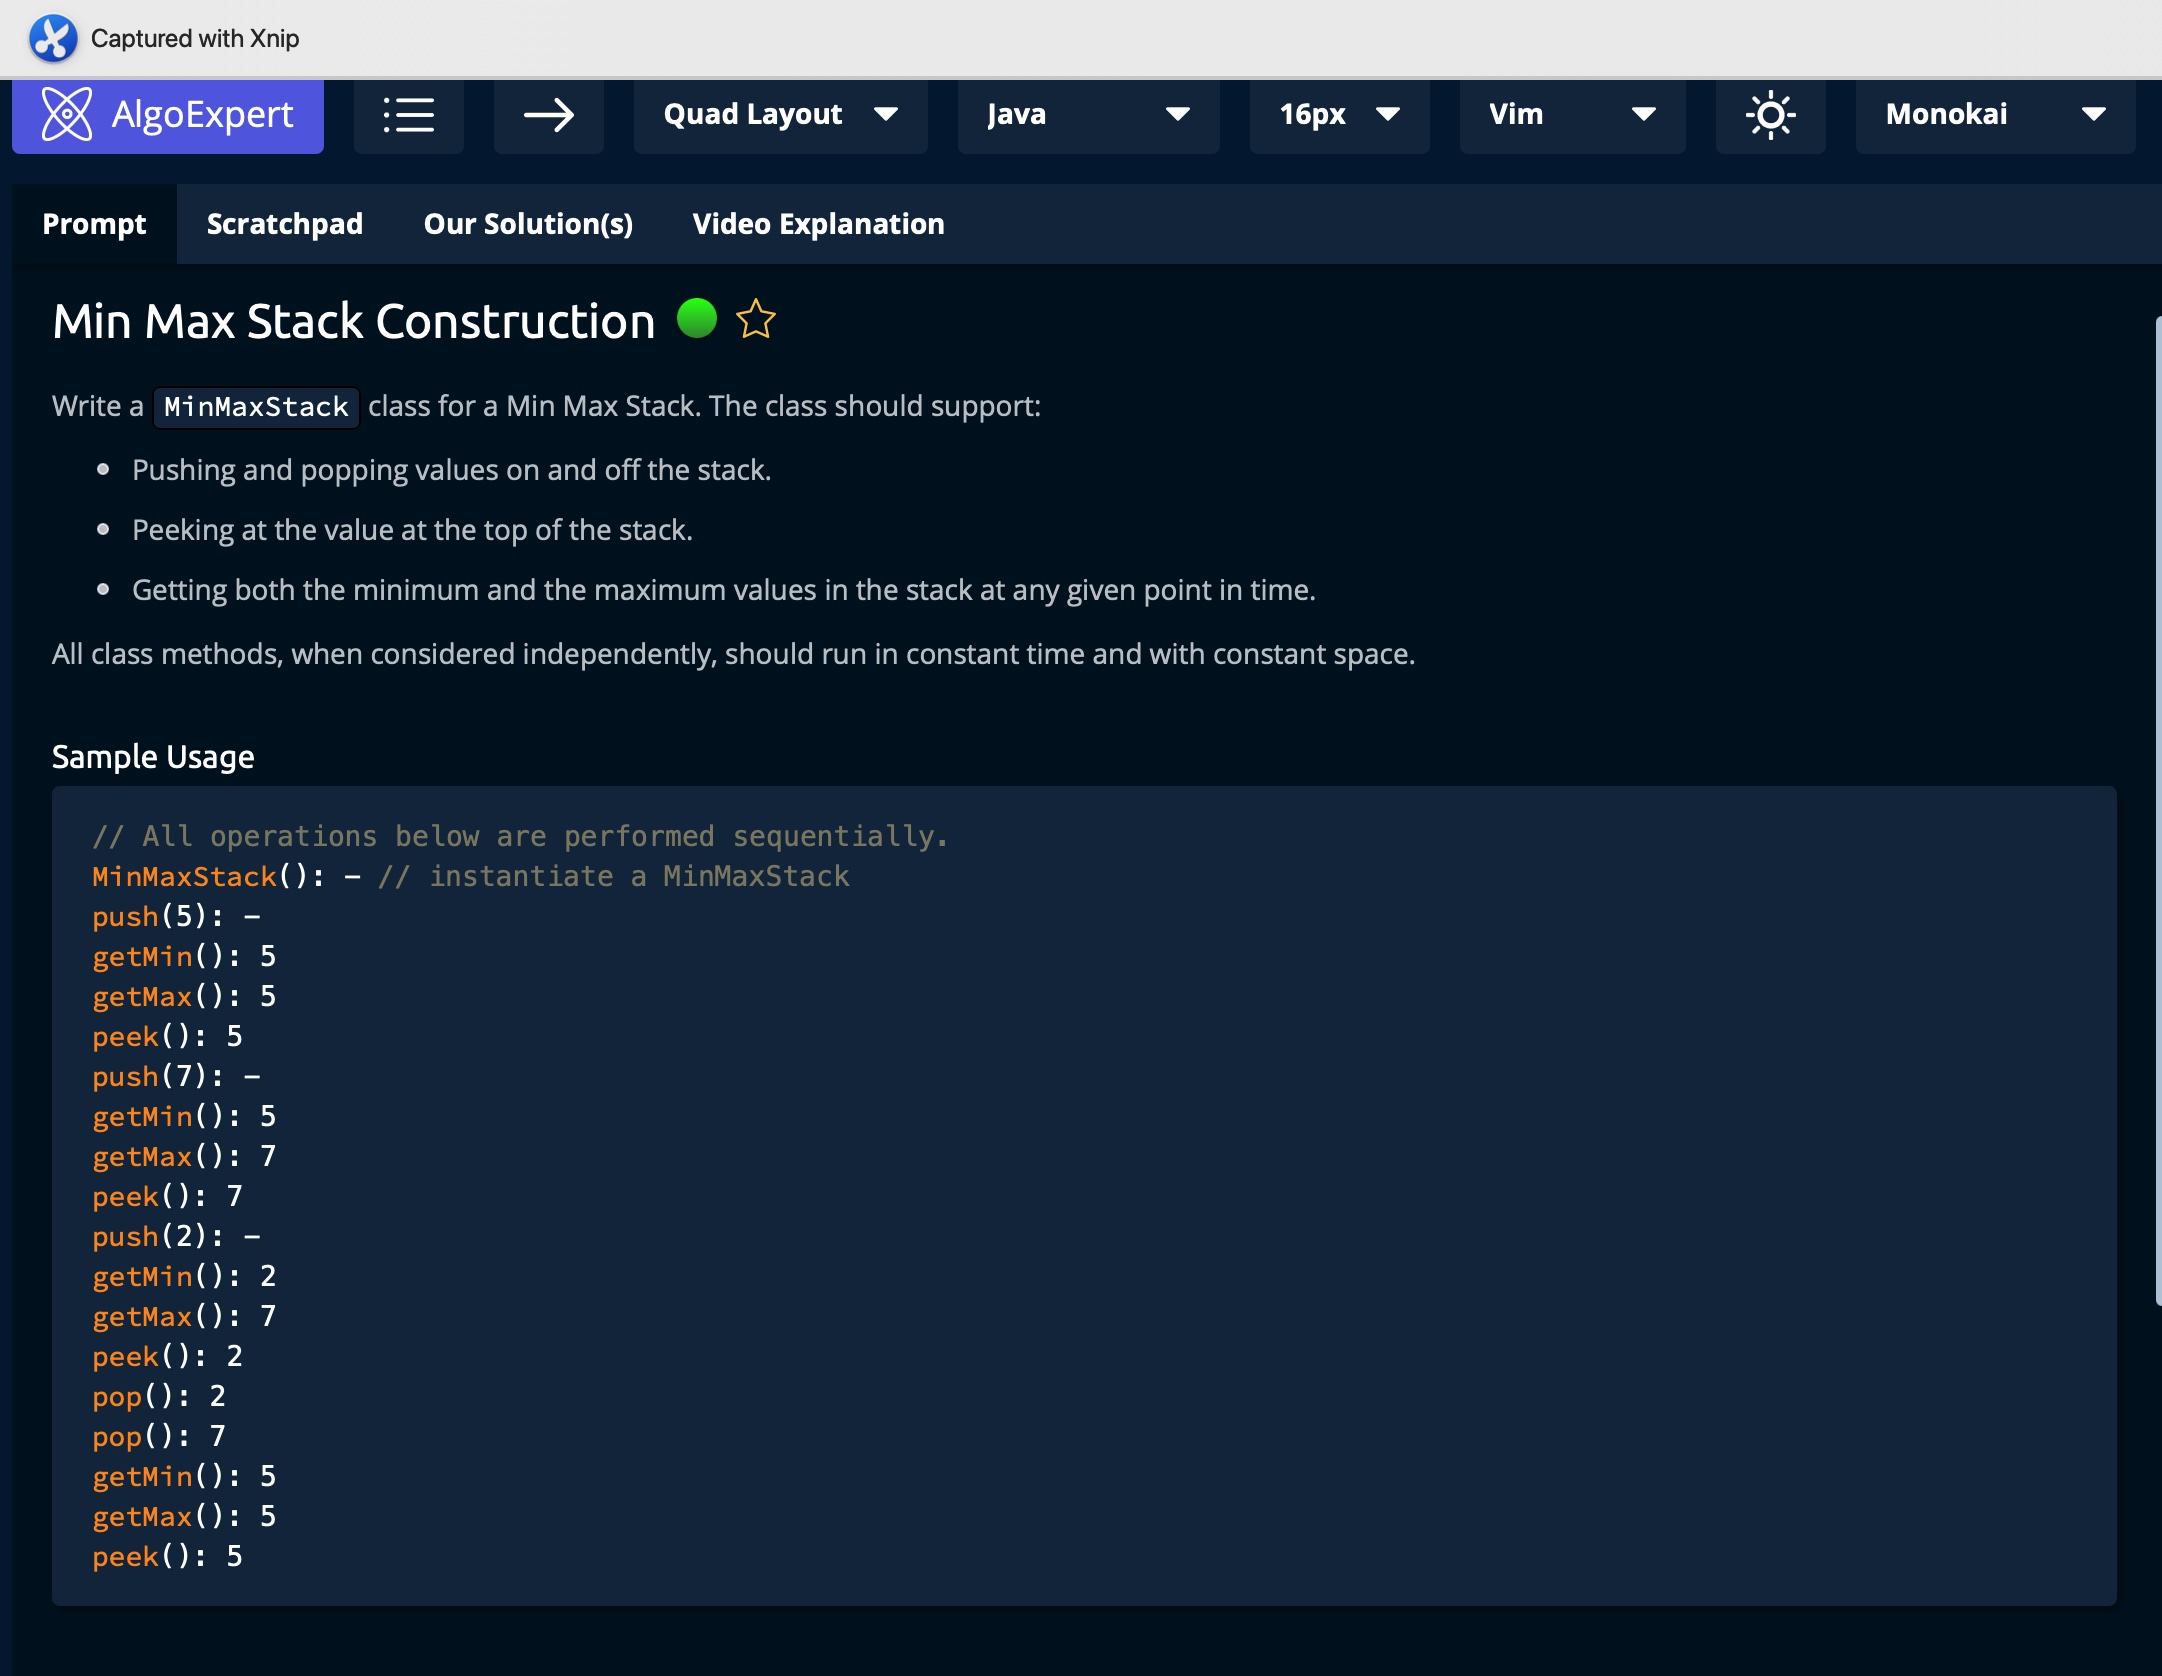 Captured with Xnip
AlgoExpert Quad Layout Java 16px Vim Monokai
Prompt Scratchpad Our Solution(s) Video Explanation
Min Max Stack Construction
Write a MinMaxStack class for a Min Max Stack. The class should support:
Pushing and popping values on and off the stack.
Peeking at the value at the top of the stack.
Getting both the minimum and the maximum values in the stack at any given point in time.
All class methods, when considered independently, should run in constant time and with constant space.
Sample Usage
// All operations below are performed sequentially.
MinMaxStack(): - // instantiate a MinMaxStack
push(5): -
getMin(): 5
getMax(): 5
peek(): 5
push(7): -
getMin(): 5
getMax(): 7
peek(): 7
push(2): -
getMin(): 2
getMax(): 7
peek(): 2
pop(): 2
pop(): 7
getMin(): 5
getMax(): 5
peek(): 5